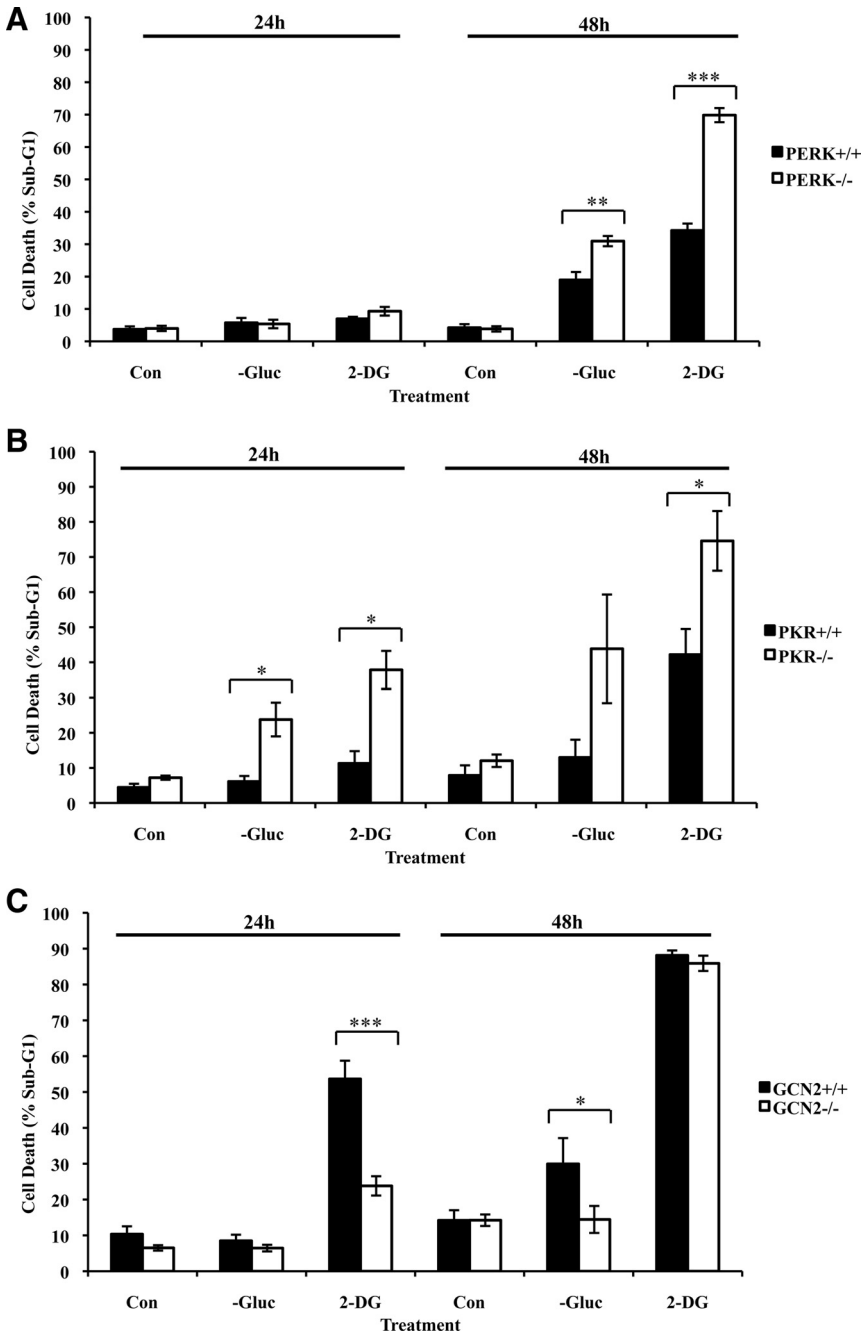 A
24h
48h
100
90
80
70
60
50
40
30
20
10
0
Cell Death (% Sub-G1)
**
***
PERK+/+
PERK-/-
Con
-Gluc
2-DG
Con
-Gluc
2-DG
Treatment
B
24h
48h
100
90
80
70
60
50
40
30
20
10
0
Cell Death (% Sub-G1)
*
*
*
PKR+/+
PKR-/-
Con
-Gluc
2-DG
Con
-Gluc
2-DG
Treatment
C
24h
48h
100
90
80
70
60
50
40
30
20
10
0
Cell Death (% Sub-G1)
***
*
GCN2+/+
GCN2-/-
Con
-Gluc
2-DG
Con
-Gluc
2-DG
Treatment